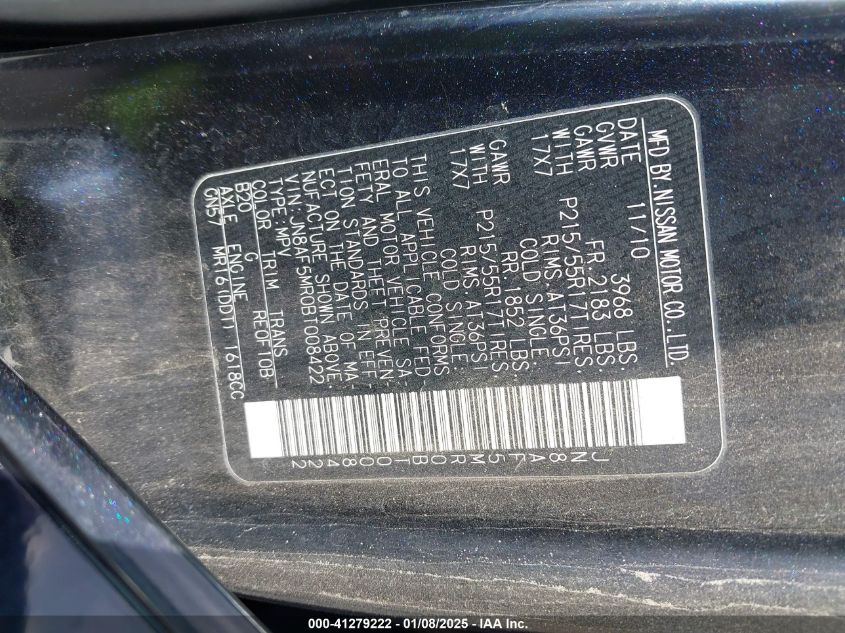 MFD BY NISSAN MOTOR CO., LTD.
DATE 11/10
GVWR 3968 LBS:
GAWR FR. 2183 LBS
WITH P215/55R17TIRES
17X7 RIMS AT36PSI
COLD SINGLE:
GAWR RR 1852 LBS
WITH P215/55R17TIRES
17X7 RIMS AT36PSI
COLD SINGLE:
THIS VEHICLE CONFORMS
TO ALL APPLICABLE FED-
ERAL MOTOR VEHICLE SA-
FETY AND THEFT PREVEN-
TION STANDARDS IN EFF
ECT ON THE DATE OF MA-
NUFACTURE SHOWN ABOVE.
VIN:JN8AF5MR0BT008422
TYPE:MPV
COLOR TRIM TRANS
B20 G RE0F10B
AXLE ENGINE
CN57 MR16DDT1 1618CC
JN8AF5MR0BT008422
000-41279222 - 01/08/2025 - IAA Inc.